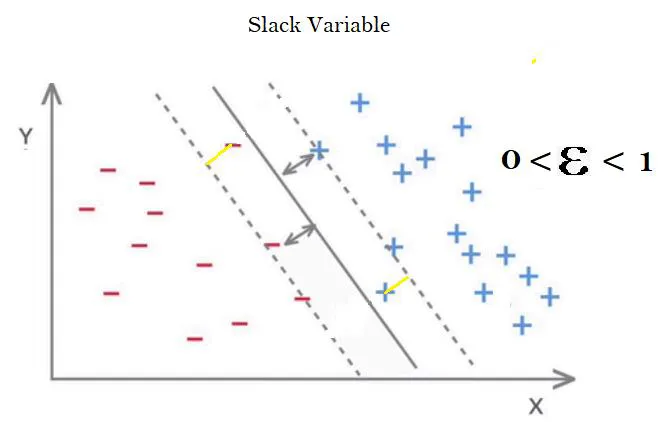 Slack Variable
Y
0 < ε < 1
X